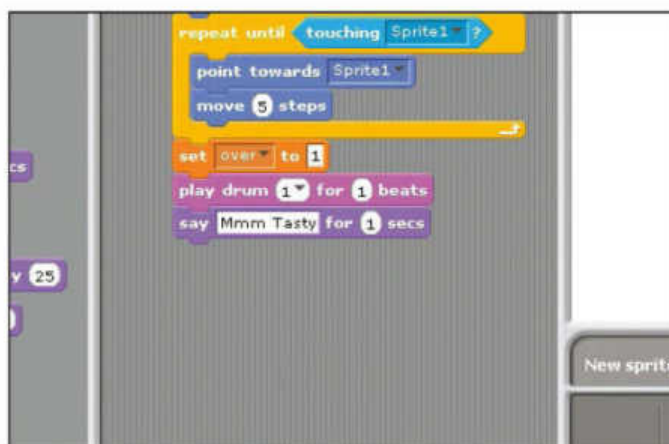 repeat until touching Sprite1 ?
point towards Sprite1
move 5 steps
set over to 1
cs
play drum 1 for 1 beats
say Mmm Tasty for 1 secs
y 25
New sprite